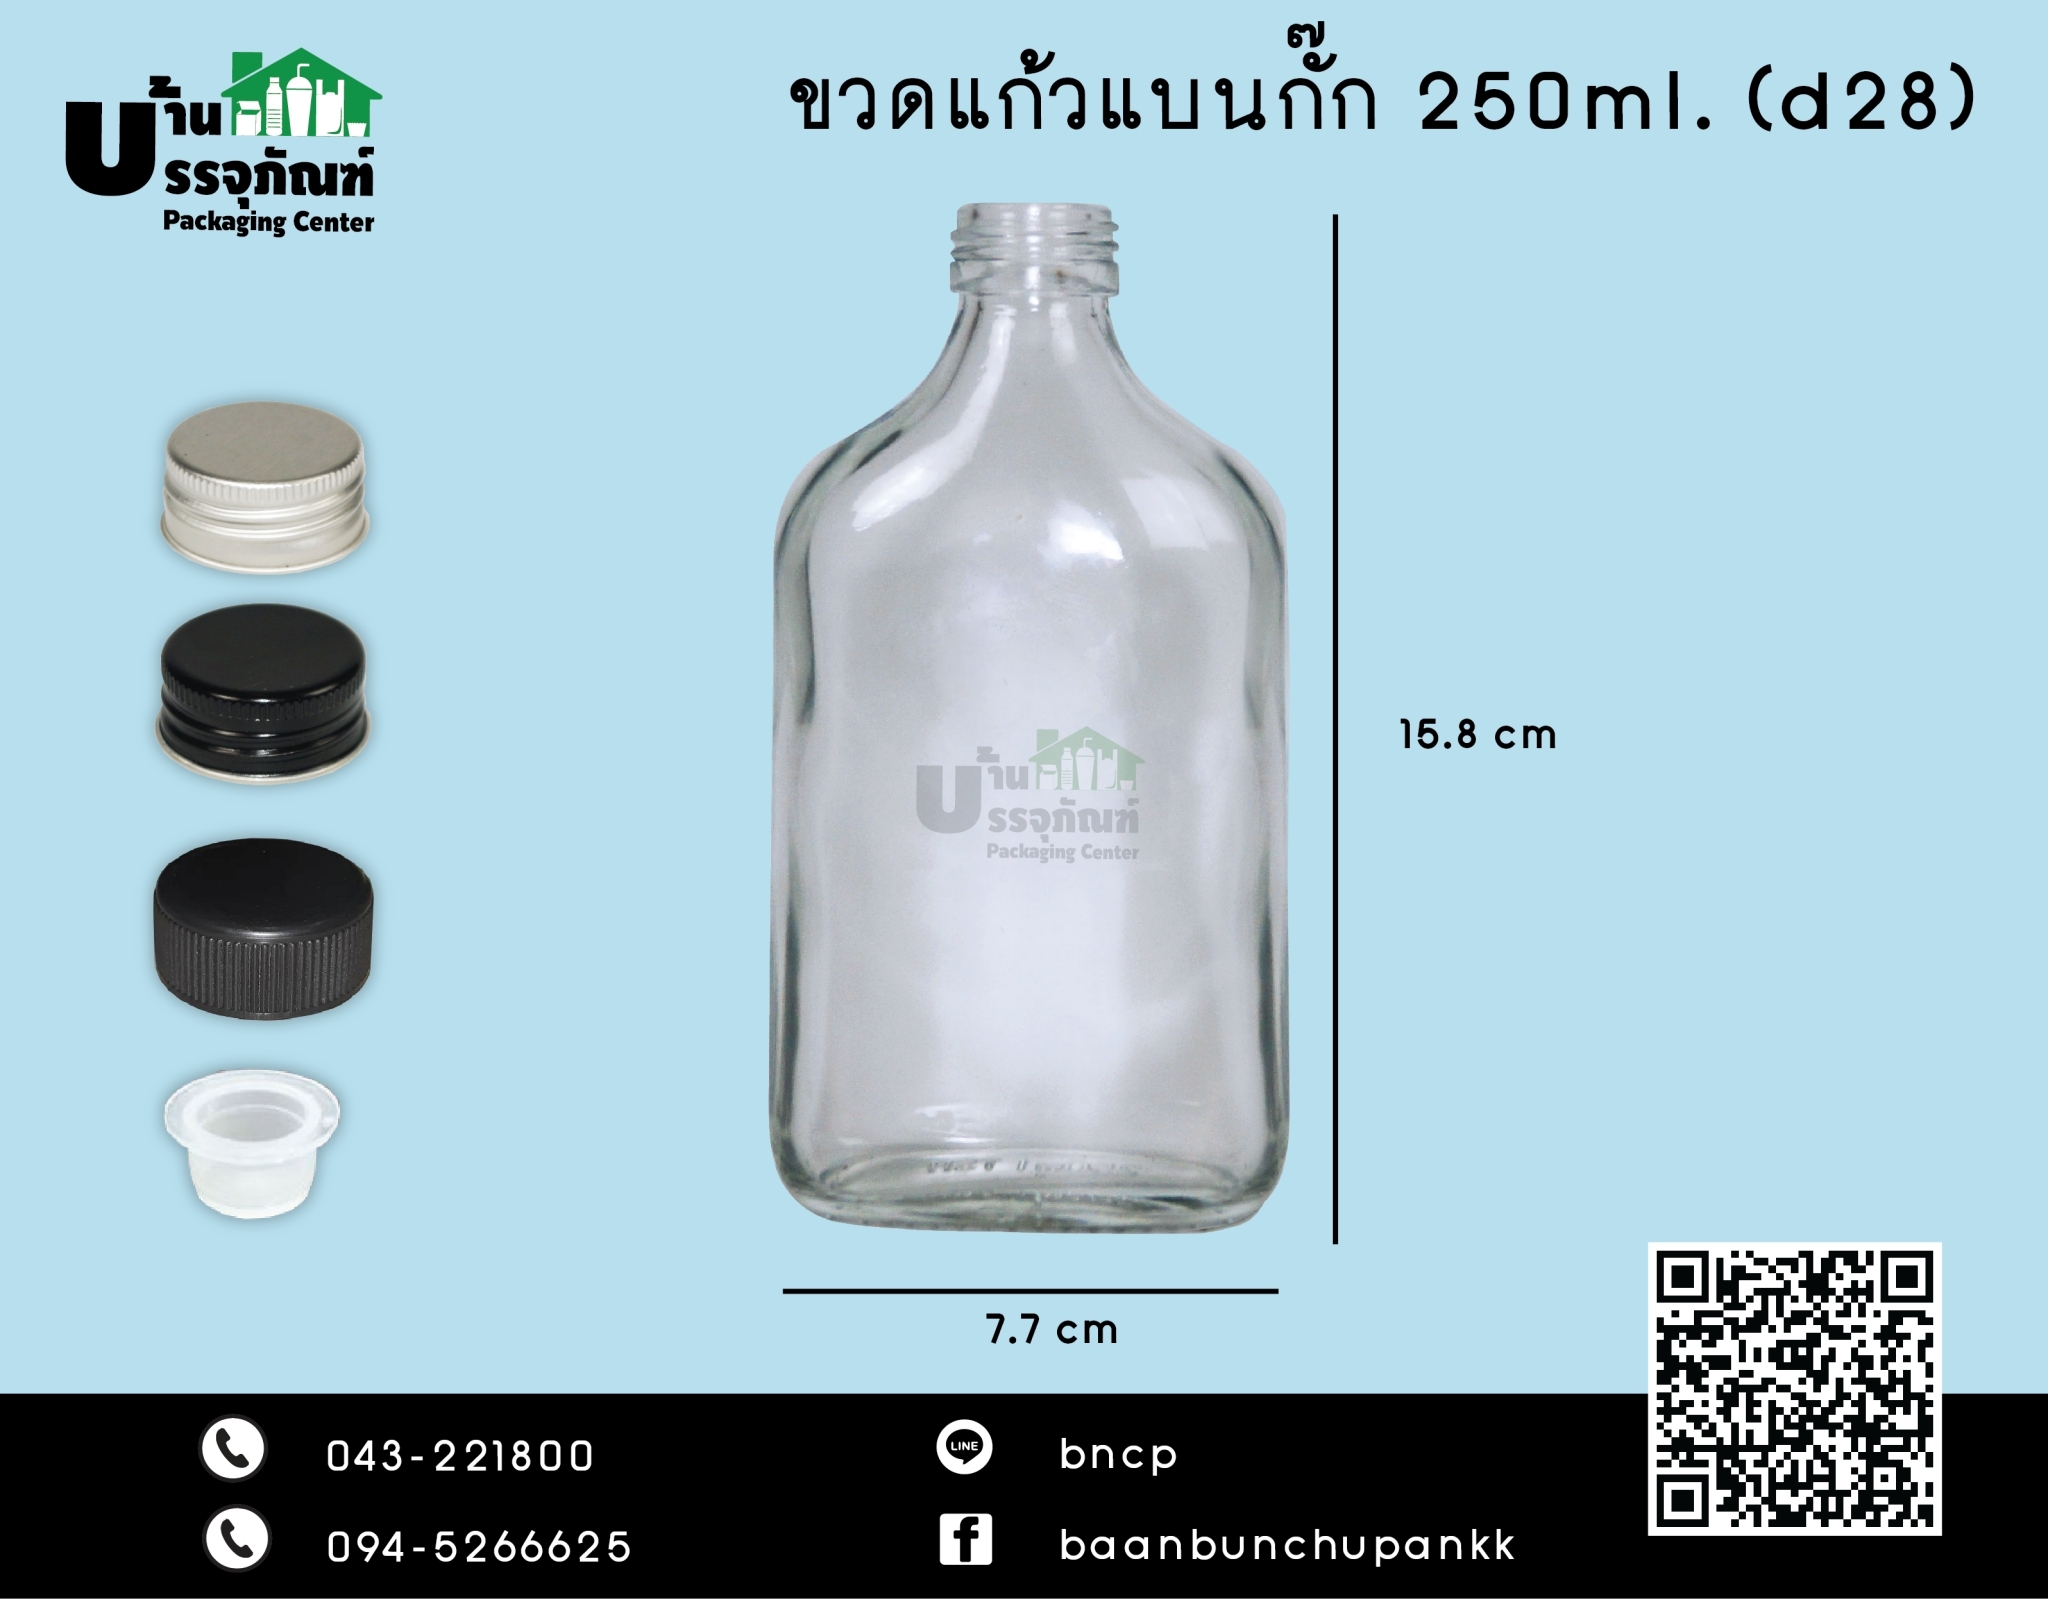 บ้าน
บรรจุภัณฑ์
Packaging Center
ขวดแก้วแบนกั๊ก 250ml. (d28)
15.8 cm
บ้าน
บรรจุภัณฑ์
Packaging Center
7.7 cm
043-221800
LINE
bncp
094-5266625
baanbunchupankk